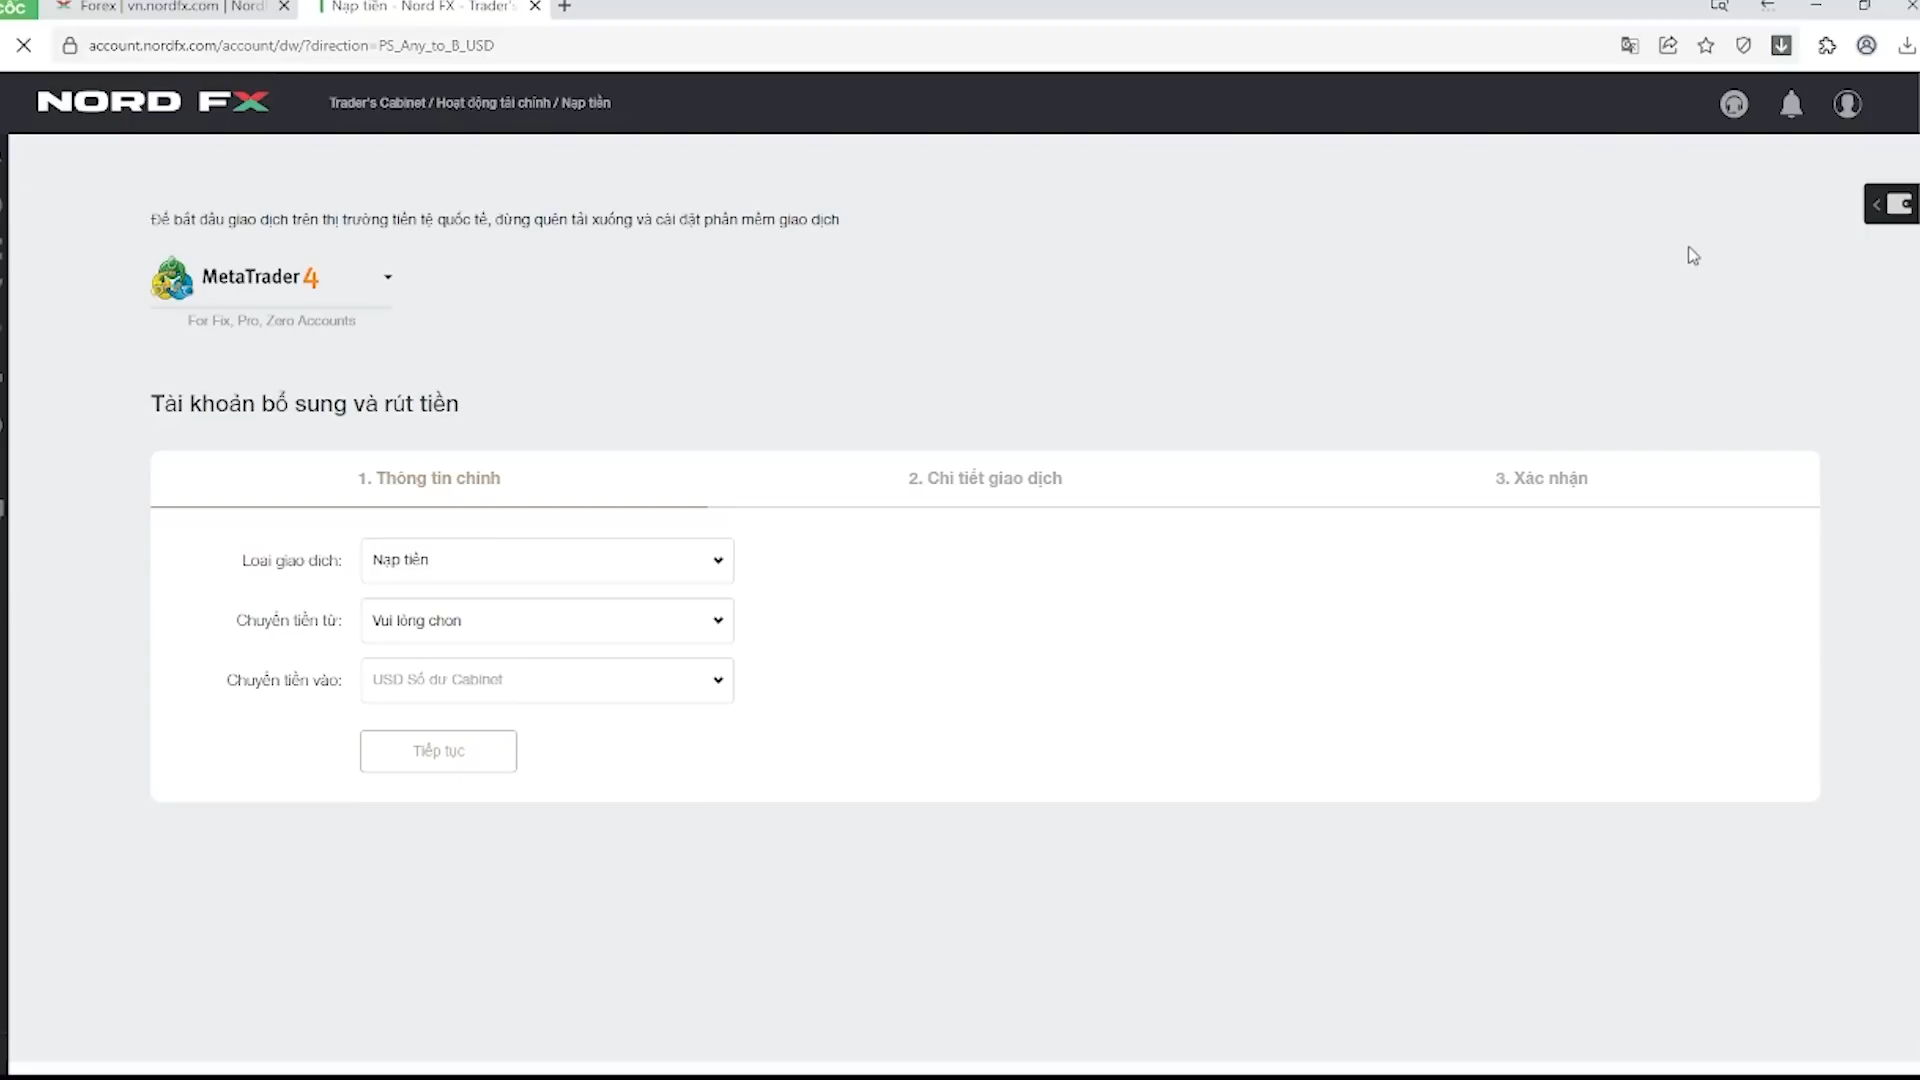 CỐC
Forex | vn.nordfx.com | Nord
Nạp tiền - Nord FX - Trader's
account.nordfx.com/account/dw/?direction=PS_Any_to_B_USD
NORD FX
Trader's Cabinet / Hoạt động tài chính / Nạp tiền
Để bắt đầu giao dịch trên thị trường tiền tệ quốc tế, đừng quên tải xuống và cài đặt phần mềm giao dịch
MetaTrader 4
For Fix, Pro, Zero Accounts
Tài khoản bổ sung và rút tiền
1. Thông tin chính
2. Chi tiết giao dịch
3. Xác nhận
Loại giao dịch:
Nạp tiền
Chuyển tiền từ:
Vui lòng chọn
Chuyển tiền vào:
USD Số dư Cabinet
Tiếp tục